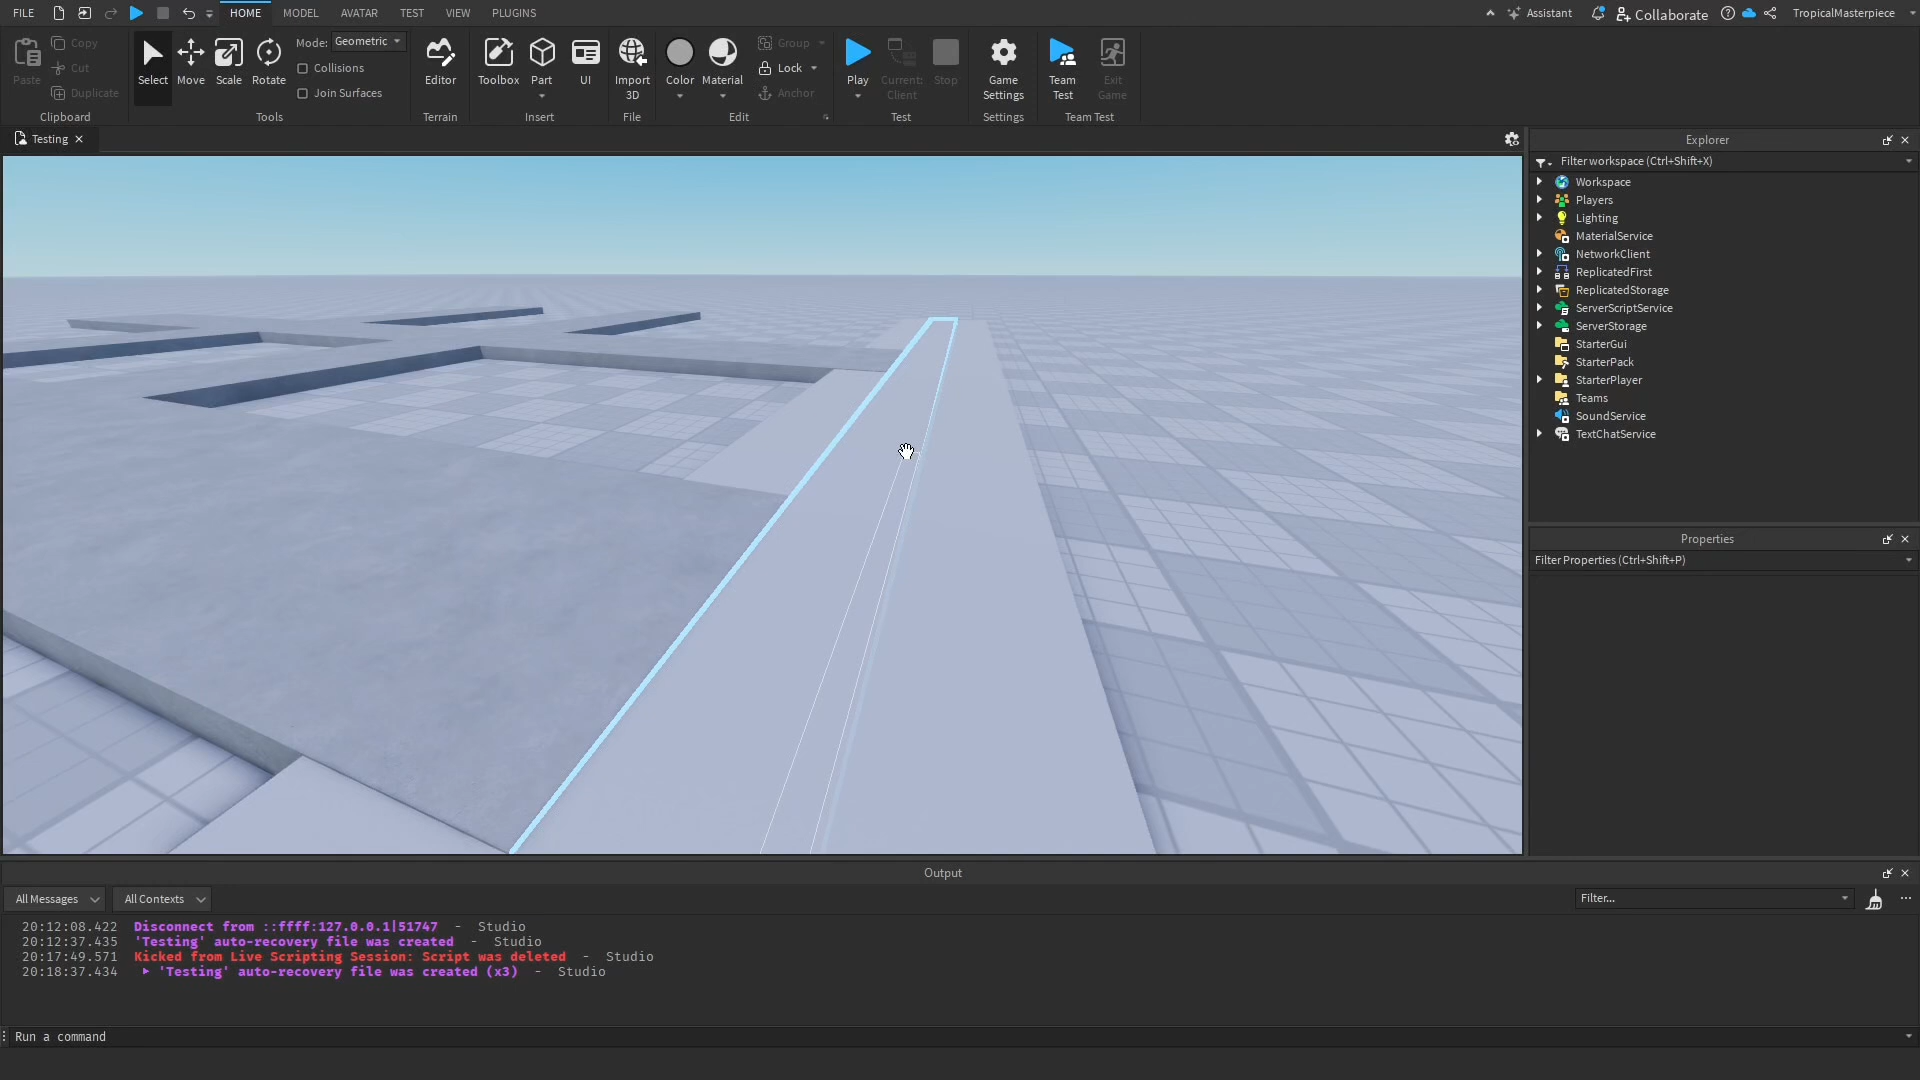 FILE HOME MODEL AVATAR TEST VIEW PLUGINS Assistant Collaborate TropicalMasterpiece
Paste Copy Cut Duplicate
Clipboard
Select Move Scale Rotate
Mode: Geometric
Collisions
Join Surfaces
Tools
Editor
Terrain
Toolbox Part UI
Insert
Import 3D
File
Color Material
Group
Lock
Anchor
Edit
Play Current: Client Stop
Test
Game Settings
Settings
Team Test Exit Game
Team Test
Testing
Explorer
Filter workspace (Ctrl+Shift+X)
Workspace
Players
Lighting
MaterialService
NetworkClient
ReplicatedFirst
ReplicatedStorage
ServerScriptService
ServerStorage
StarterGui
StarterPack
StarterPlayer
Teams
SoundService
TextChatService
Properties
Filter Properties (Ctrl+Shift+P)
Output
All Messages All Contexts Filter...
20:12:08.422 Disconnect from ::ffff:127.0.0.1|51747 - Studio
20:12:37.435 'Testing' auto-recovery file was created - Studio
20:17:49.571 Kicked from Live Scripting Session: Script was deleted - Studio
20:18:37.434 'Testing' auto-recovery file was created (x3) - Studio
Run a command